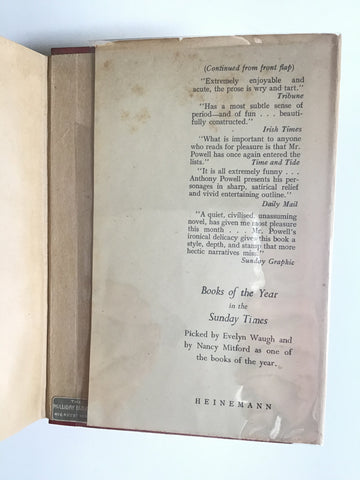 (Continued from front flap)
"Extremely enjoyable and
acute, the prose is wry and tart."
Tribune
"Has a most subtle sense of
period—and of fun . . . beauti-
fully constructed."
Irish Times
"What is important to anyone
who reads for pleasure is that Mr.
Powell has once again entered the
lists."
Time and Tide
"It is all extremely funny . . .
Anthony Powell presents his per-
sonages in sharp, satirical relief
and vivid entertaining outline."
Daily Mail
"A quiet, civilised, unassuming
novel, has given me most pleasure
this month . . . Mr. Powell's
ironical delicacy gives this book a
style, depth, and stamp that more
hectic narratives miss."
Sunday Graphic
Books of the Year
in the
Sunday Times
Picked by Evelyn Waugh and
by Nancy Mitford as one of
the books of the year.
HEINEMANN
THE
HOLLIDAY